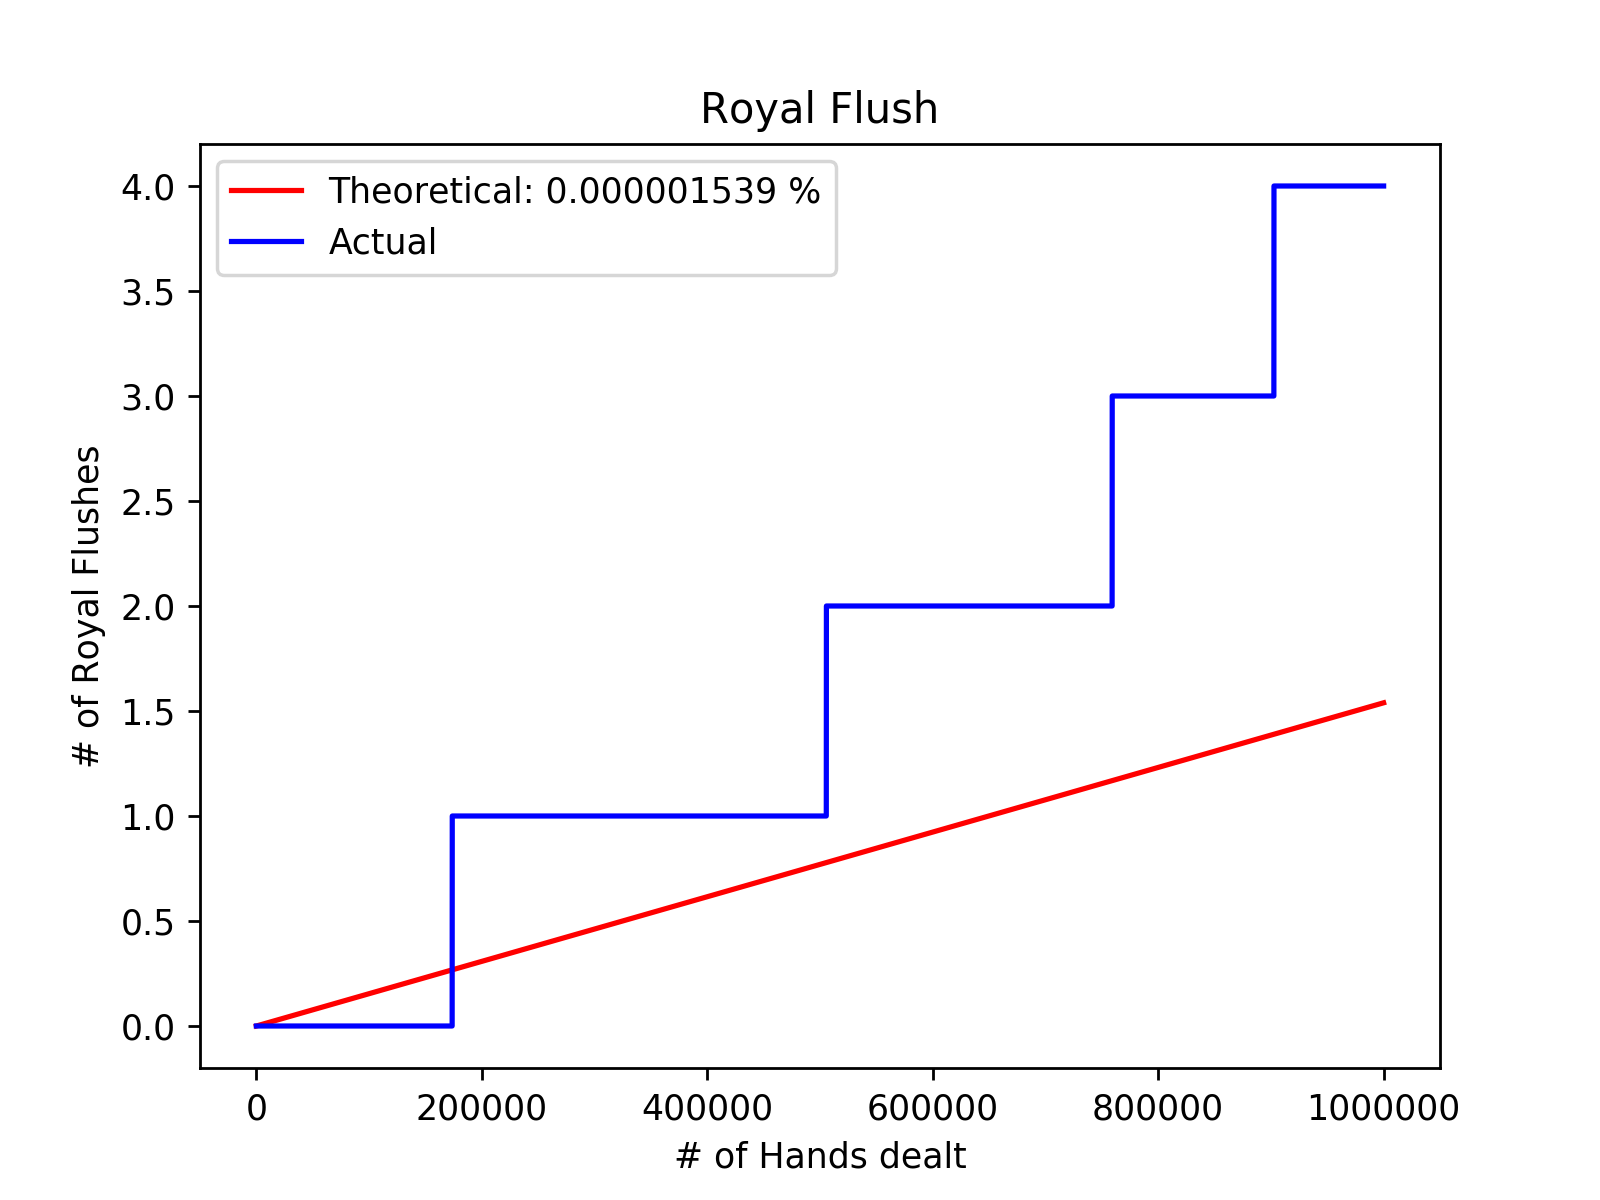 Royal Flush
Theoretical: 0.000001539 %
Actual
4.0
3.5
3.0
2.5
2.0
1.5
1.0
0.5
0.0
# of Royal Flushes
0 200000 400000 600000 800000 1000000
# of Hands dealt